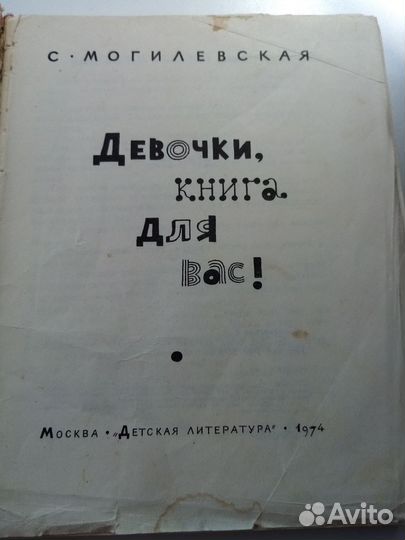 С · МОГИЛЕВСКАЯ
ДЕВОЧКИ,
КНИГА
ДЛЯ
ВАС!
МОСКВА · „ДЕТСКАЯ ЛИТЕРАТУРА" · 1974
Avito